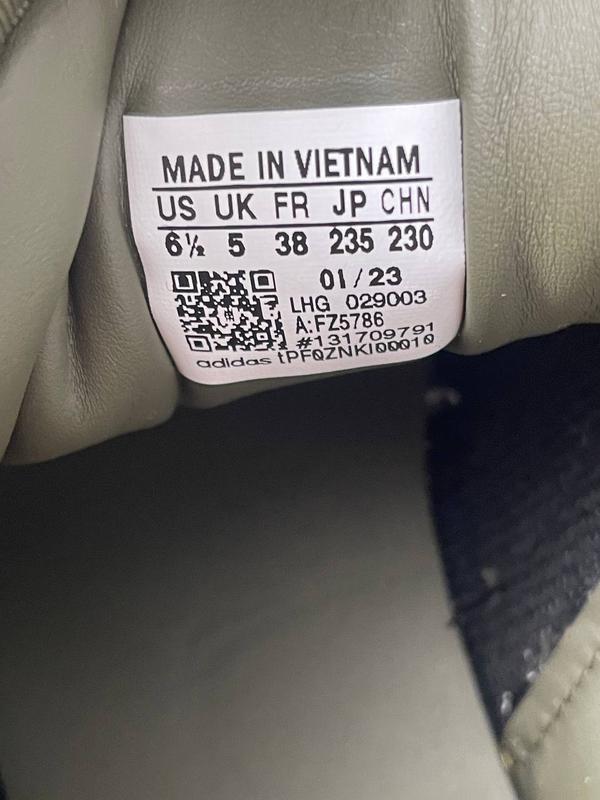 MADE IN VIETNAM
US UK FR JP CHN
6½ 5 38 235 230
01/23
LHG 029003
A:FZ5786
#131709791
adidas tPF0ZNKI00010